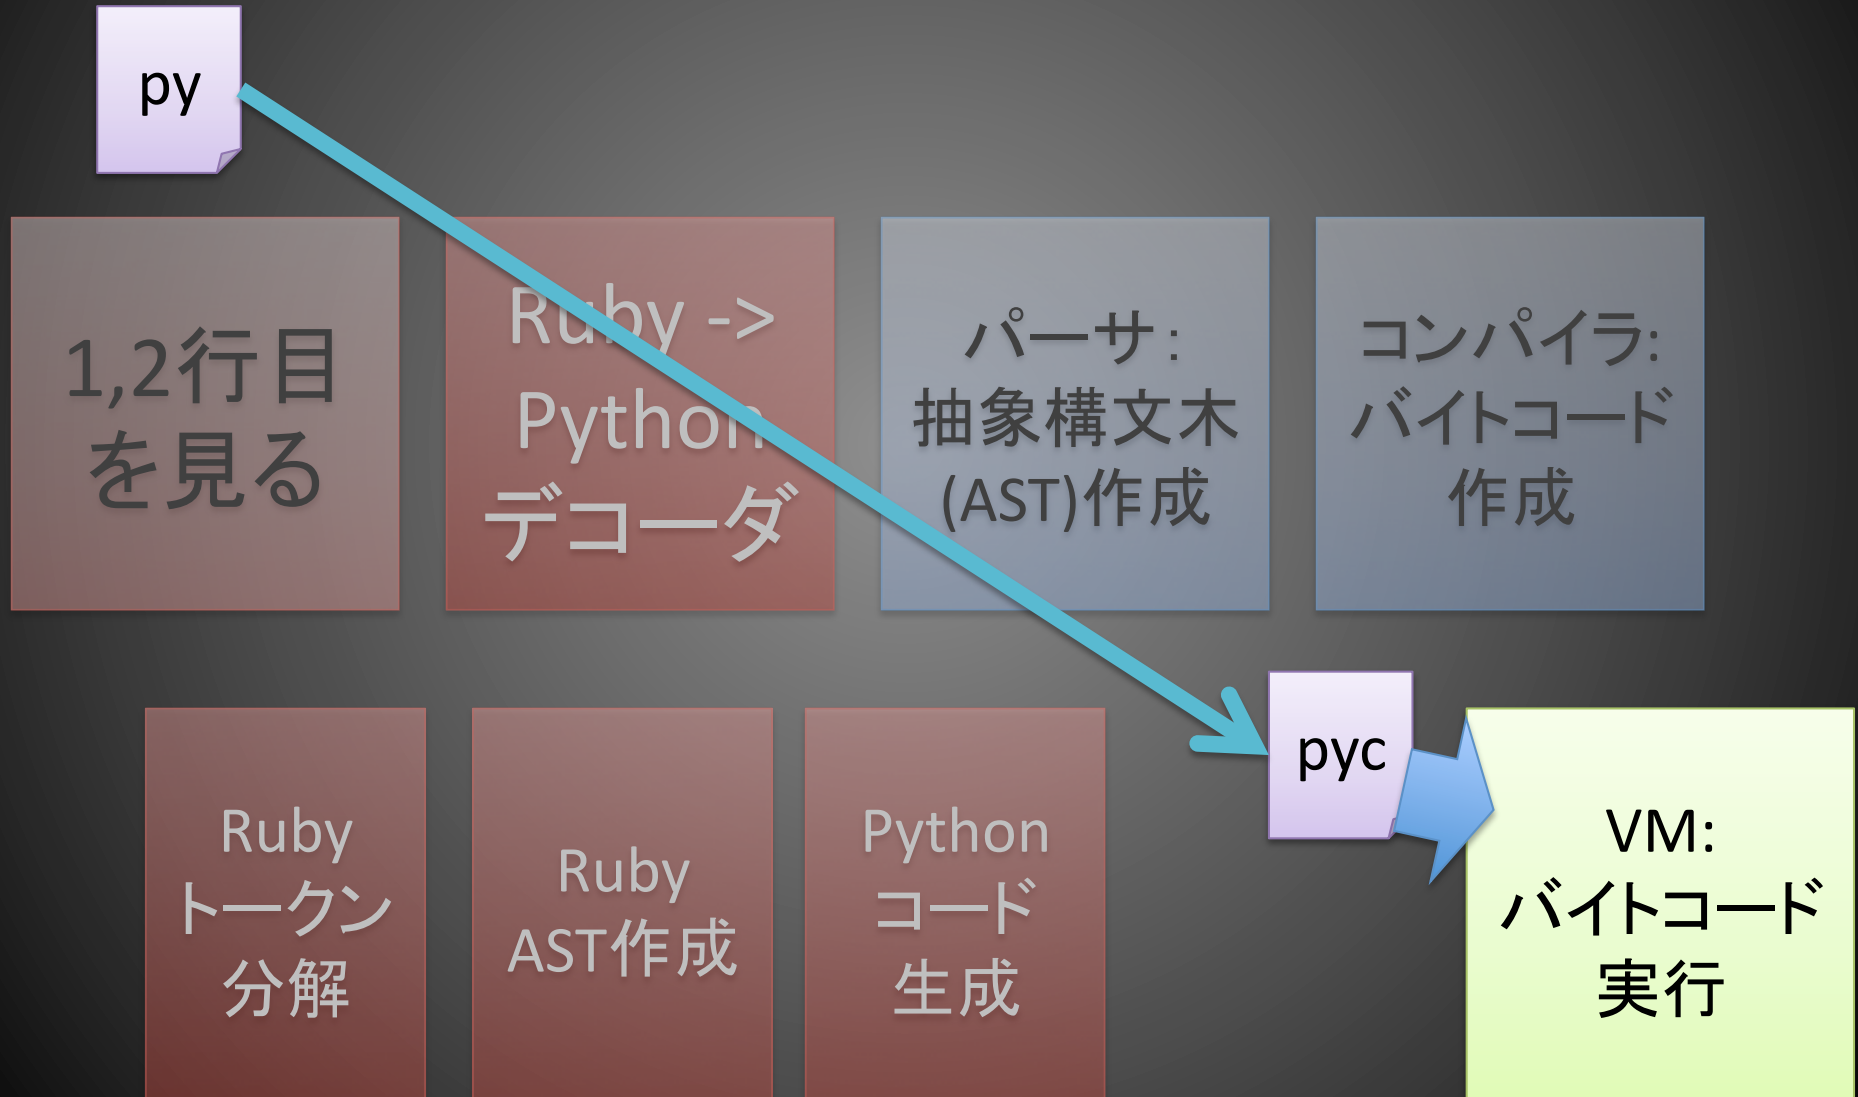 py
1,2行目
を見る
Ruby ->
Python
デコーダ
パーサ:
抽象構文木
(AST)作成
コンパイラ:
バイトコード
作成
Ruby
トークン
分解
Ruby
AST作成
Python
コード
生成
pyc
VM:
バイトコード
実行